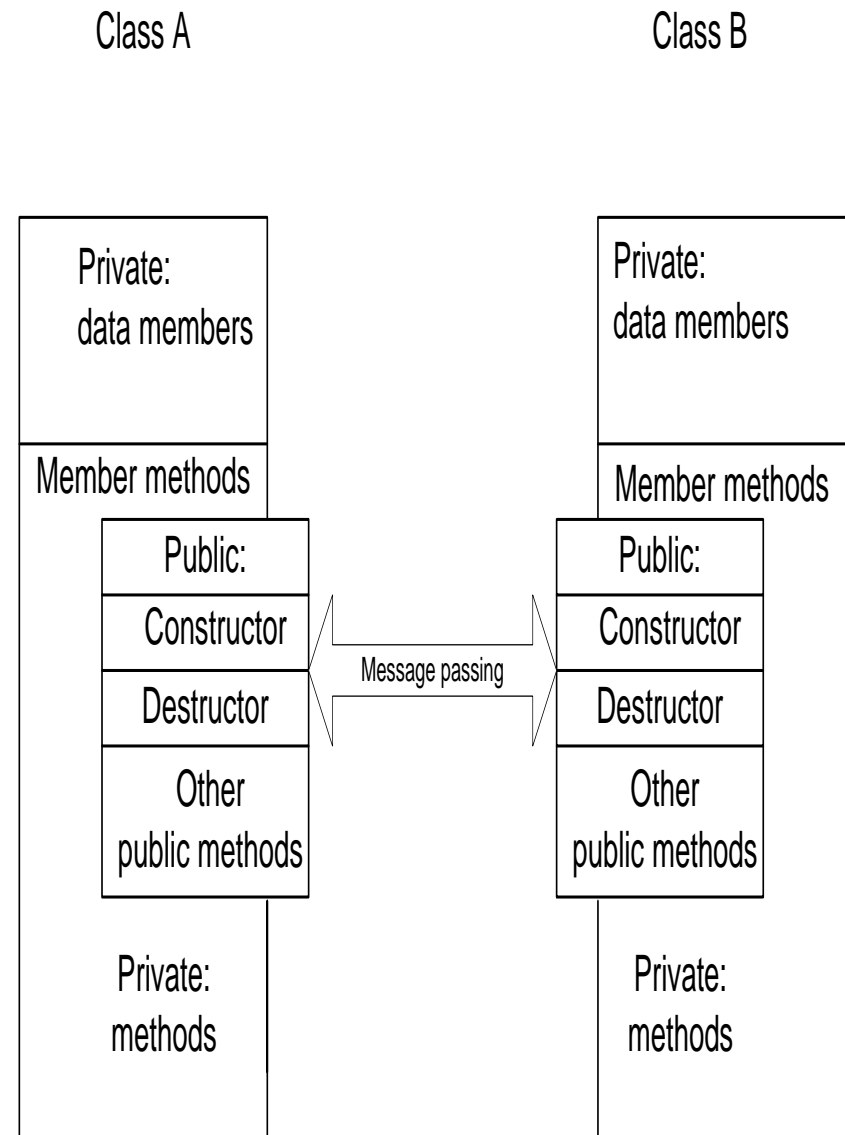 Class A
Class B
Private:
data members
Member methods
Public:
Constructor
Destructor
Other
public methods
Private:
methods
Message passing
Private:
data members
Member methods
Public:
Constructor
Destructor
Other
public methods
Private:
methods